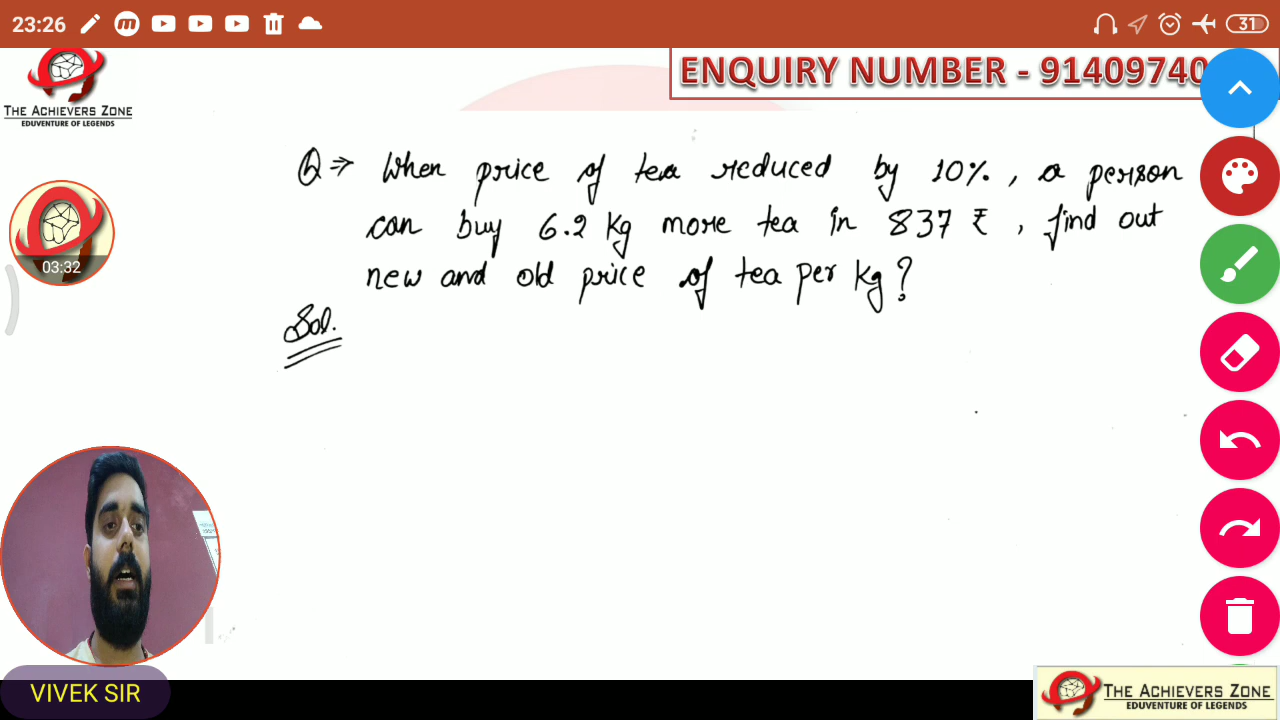 23:26
31
THE ACHIEVERS ZONE
EDUVENTURE OF LEGENDS
ENQUIRY NUMBER - 91409740
Q ⇒ When price of tea reduced by 10%, a person
can buy 6.2 kg more tea in 837 ₹, find out
new and old price of tea per kg?
03:32
Sol.
VIVEK SIR
THE ACHIEVERS ZONE
EDUVENTURE OF LEGENDS